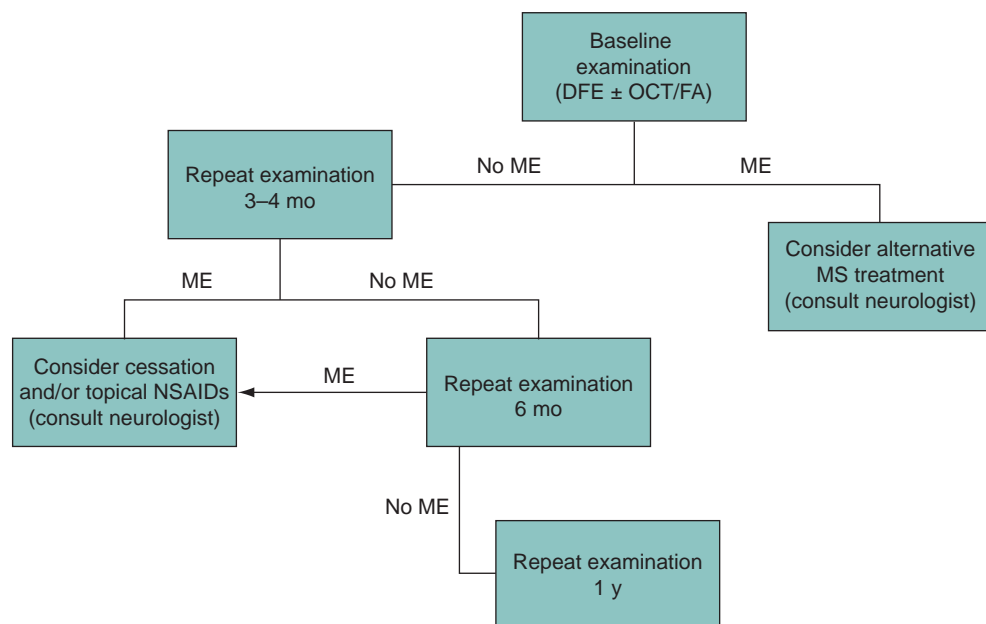 Baseline
examination
(DFE ± OCT/FA)
No ME
ME
Repeat examination
3–4 mo
Consider alternative
MS treatment
(consult neurologist)
ME
No ME
Consider cessation
and/or topical NSAIDs
(consult neurologist)
ME
Repeat examination
6 mo
No ME
Repeat examination
1 y